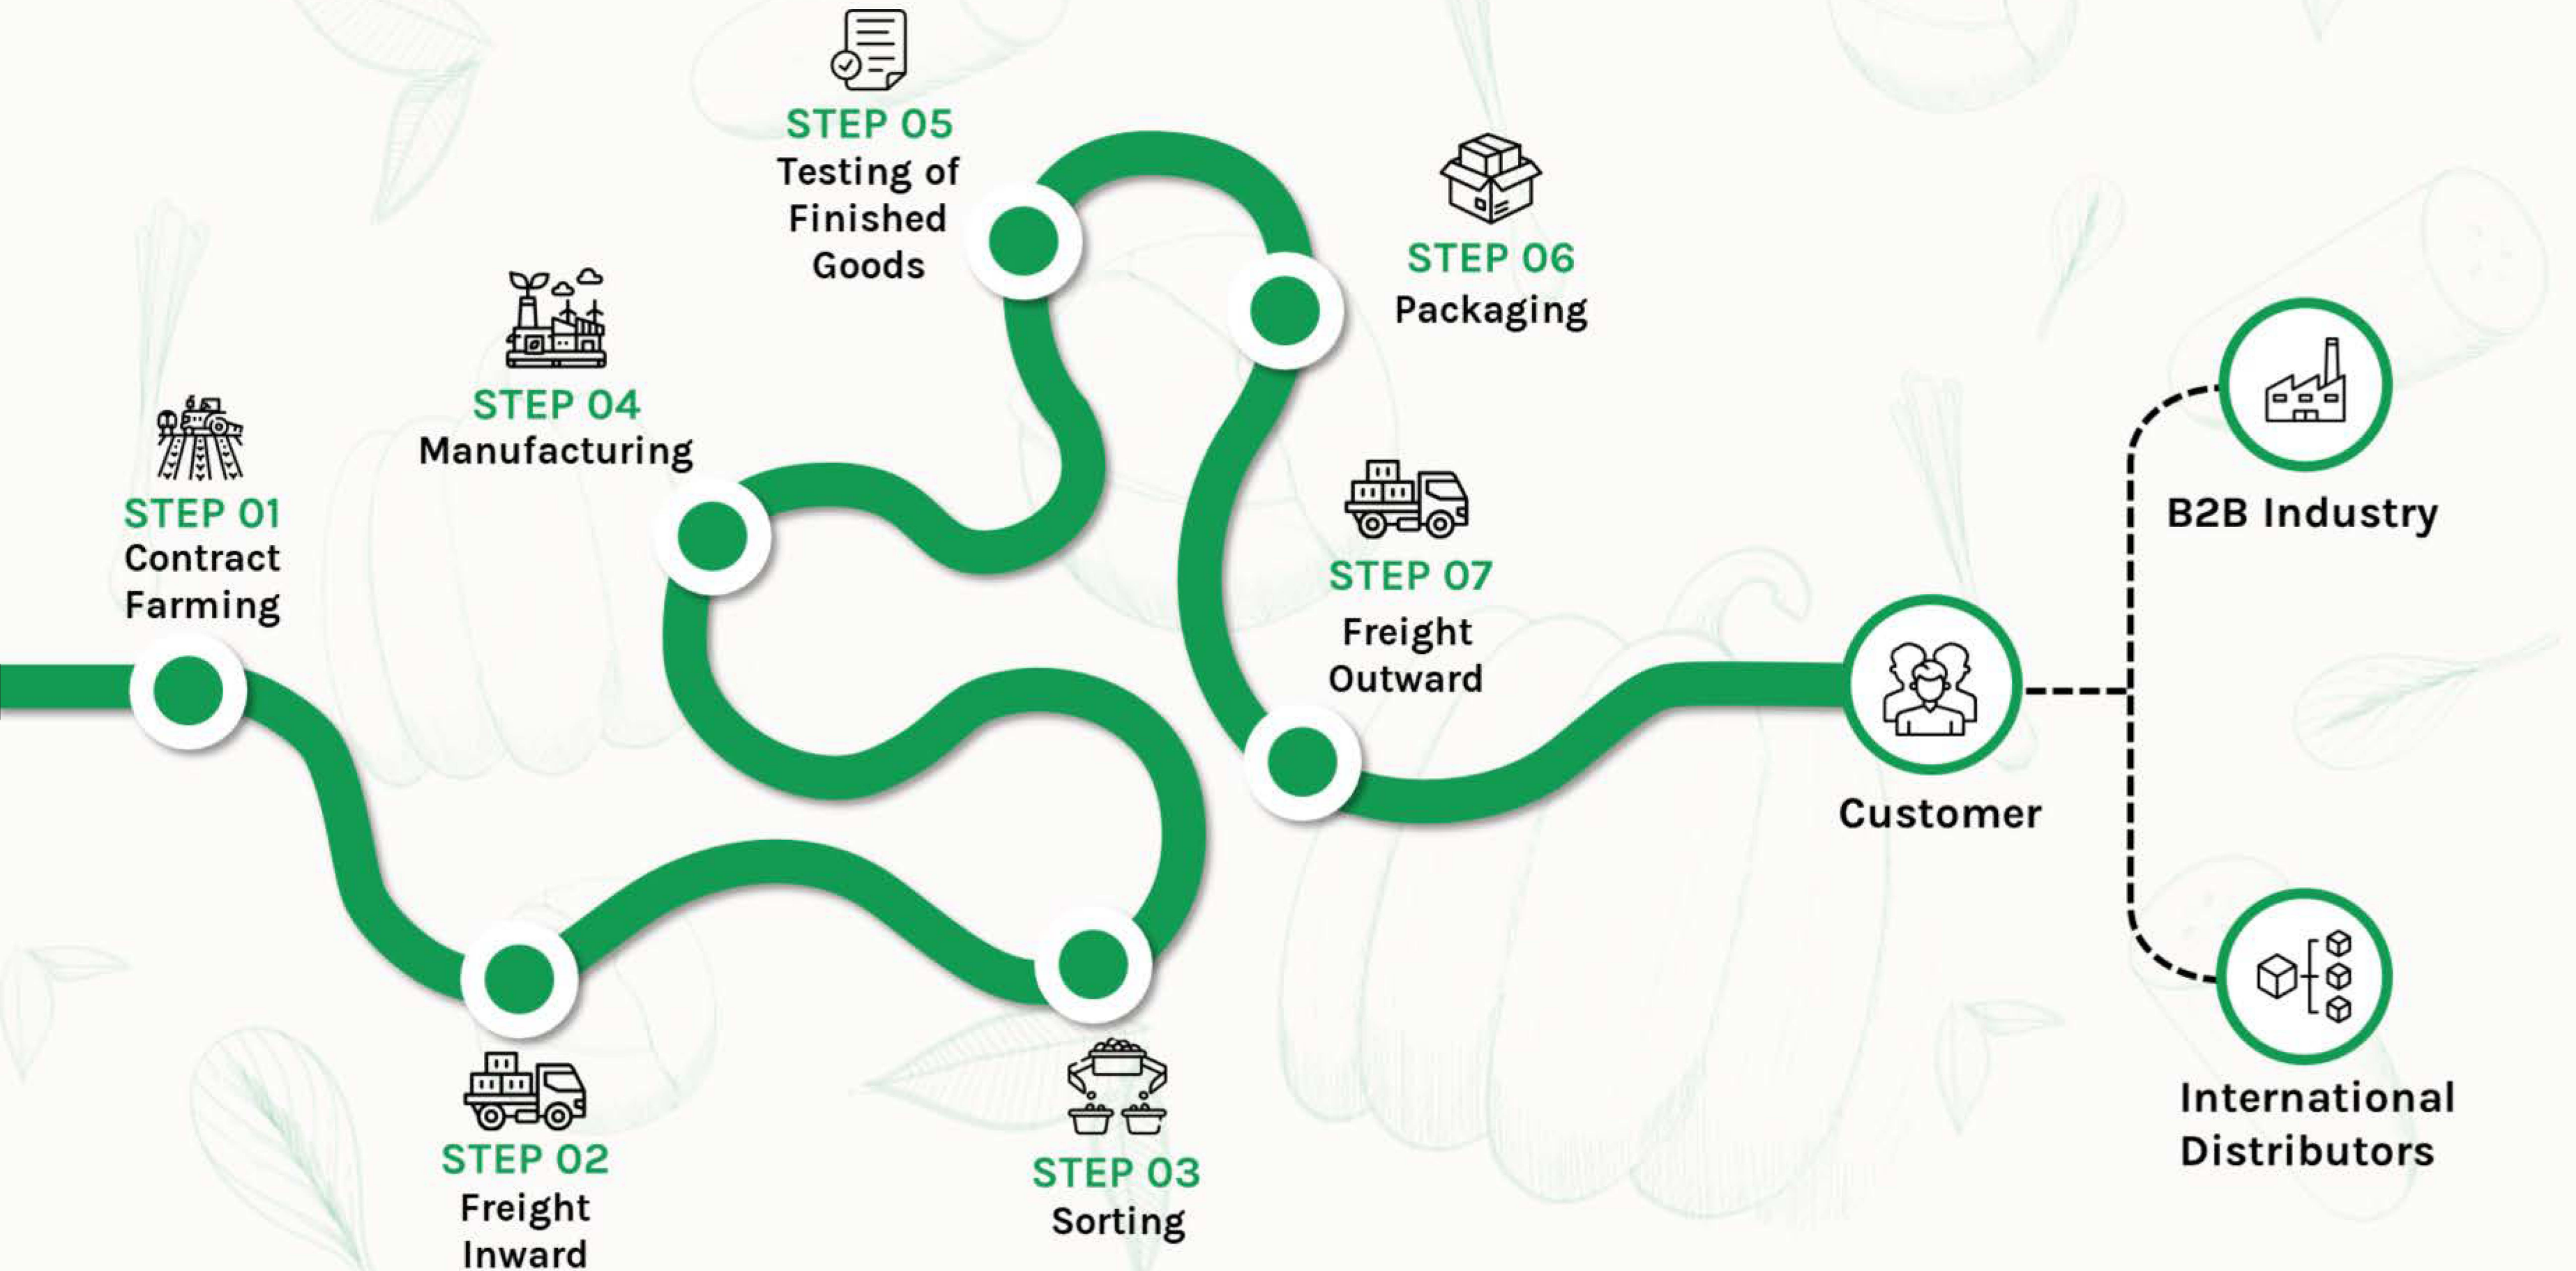 STEP 01
Contract
Farming
STEP 02
Freight
Inward
STEP 03
Sorting
STEP 04
Manufacturing
STEP 05
Testing of
Finished
Goods
STEP 06
Packaging
STEP 07
Freight
Outward
Customer
B2B Industry
International
Distributors